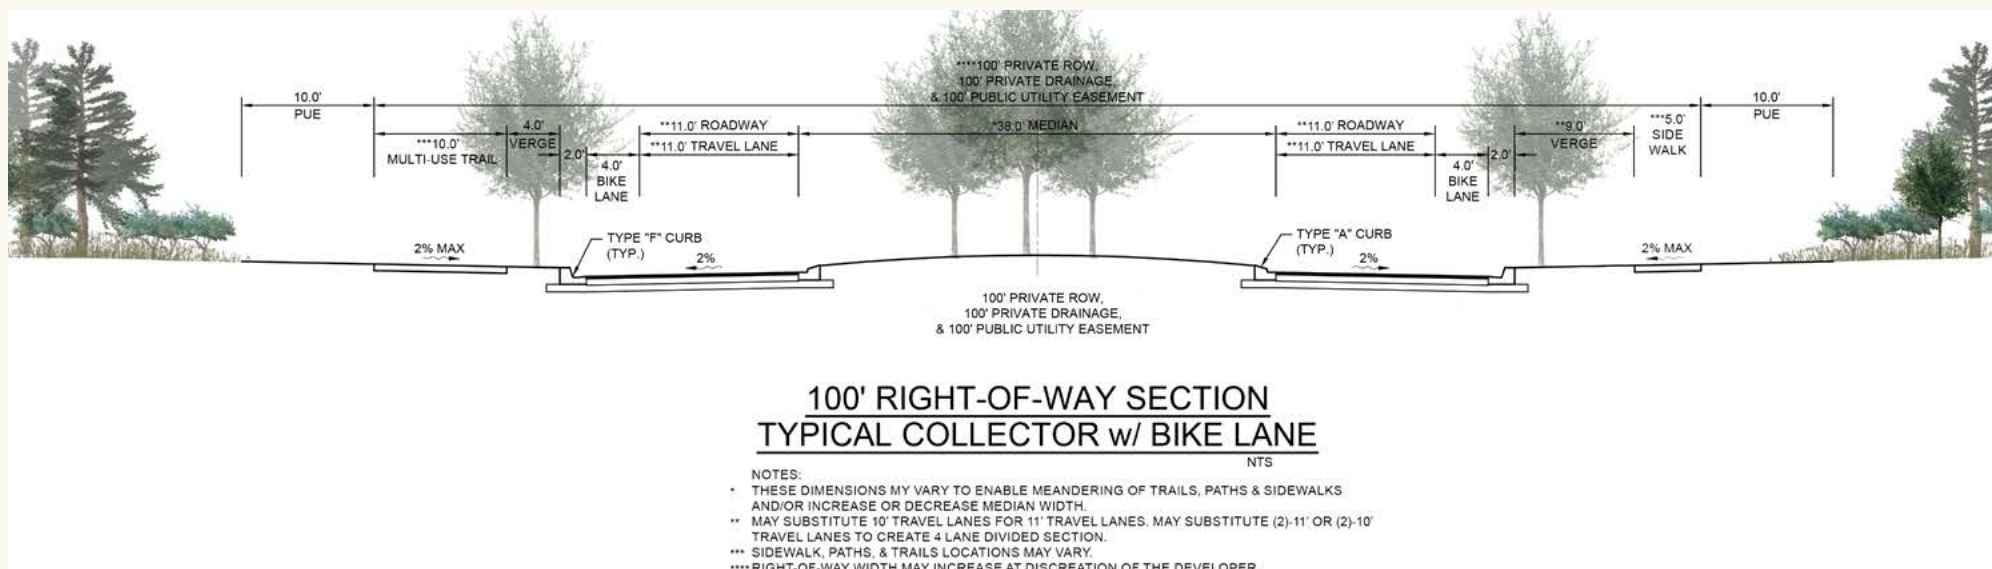 ****100' PRIVATE ROW,
100' PRIVATE DRAINAGE,
& 100' PUBLIC UTILITY EASEMENT
10.0'
PUE
***10.0'
MULTI-USE TRAIL
4.0'
VERGE
2.0'
4.0'
BIKE
LANE
**11.0' ROADWAY
**11.0' TRAVEL LANE
*38.0' MEDIAN
**11.0' ROADWAY
**11.0' TRAVEL LANE
4.0'
BIKE
LANE
2.0'
**9.0'
VERGE
***5.0'
SIDE
WALK
10.0'
PUE
2% MAX
TYPE "F" CURB
(TYP.)
2%
TYPE "A" CURB
(TYP.)
2%
2% MAX
100' PRIVATE ROW,
100' PRIVATE DRAINAGE,
& 100' PUBLIC UTILITY EASEMENT
100' RIGHT-OF-WAY SECTION
TYPICAL COLLECTOR w/ BIKE LANE
NTS
NOTES:
* THESE DIMENSIONS MY VARY TO ENABLE MEANDERING OF TRAILS, PATHS & SIDEWALKS
AND/OR INCREASE OR DECREASE MEDIAN WIDTH.
** MAY SUBSTITUTE 10' TRAVEL LANES FOR 11' TRAVEL LANES. MAY SUBSTITUTE (2)-11' OR (2)-10'
TRAVEL LANES TO CREATE 4 LANE DIVIDED SECTION.
*** SIDEWALK, PATHS, & TRAILS LOCATIONS MAY VARY.
**** RIGHT-OF-WAY WIDTH MAY INCREASE AT DISCREATION OF THE DEVELOPER